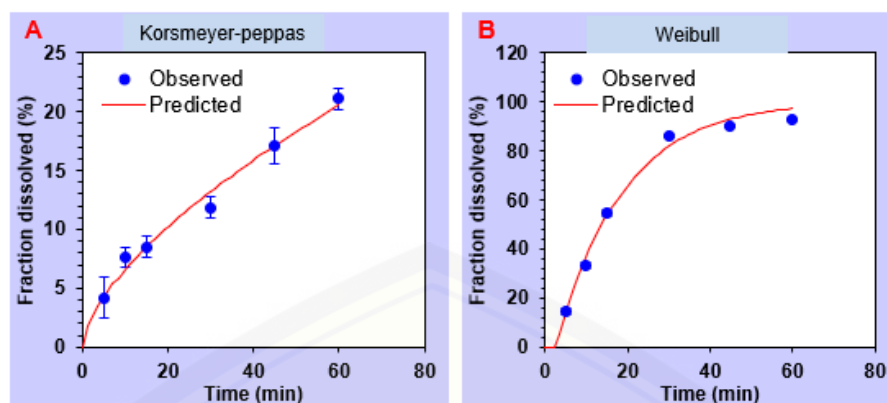 A
Korsmeyer-peppas
25
20
15
10
5
0
Fraction dissolved (%)
Observed
Predicted
0 20 40 60 80
Time (min)
B
Weibull
120
100
80
60
40
20
0
Fraction dissolved (%)
Observed
Predicted
0 20 40 60 80
Time (min)